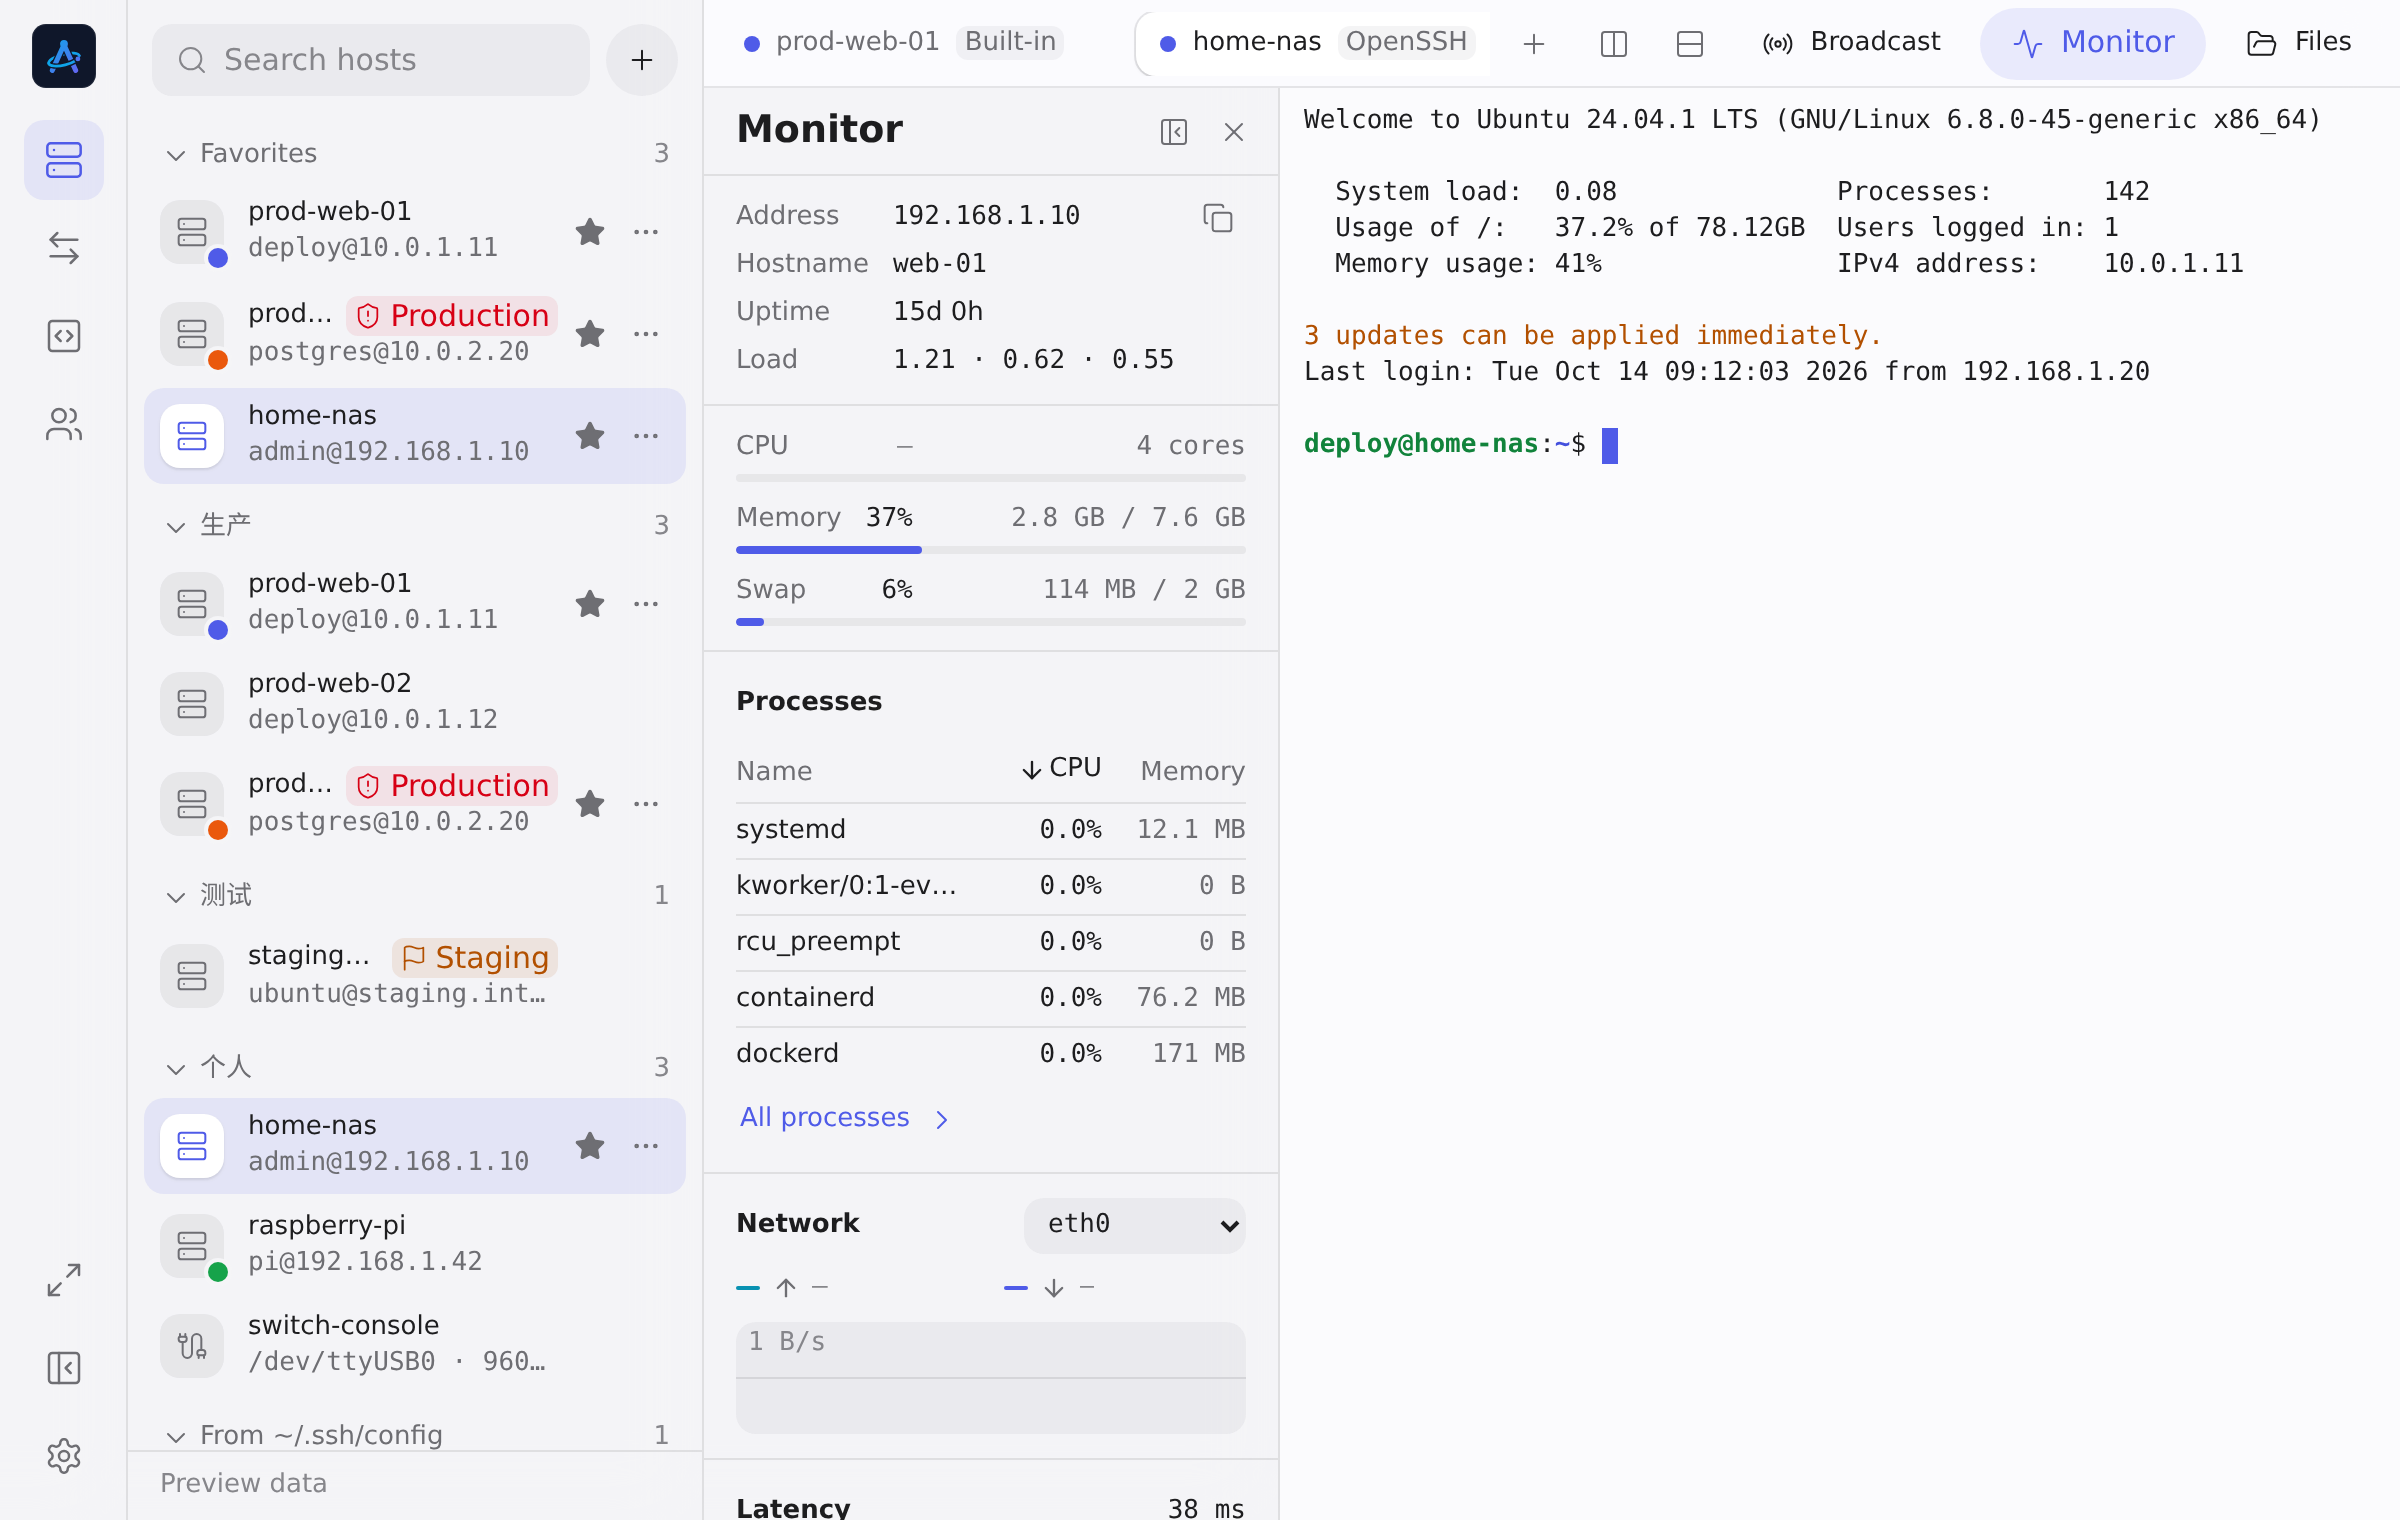 Search hosts
Favorites 3
prod-web-01
deploy@10.0.1.11
prod... Production
postgres@10.0.2.20
home-nas
admin@192.168.1.10
生产 3
prod-web-01
deploy@10.0.1.11
prod-web-02
deploy@10.0.1.12
prod... Production
postgres@10.0.2.20
测试 1
staging... Staging
ubuntu@staging.int…
个人 3
home-nas
admin@192.168.1.10
raspberry-pi
pi@192.168.1.42
switch-console
/dev/ttyUSB0 · 960…
From ~/.ssh/config 1
Preview data
prod-web-01 Built-in
home-nas OpenSSH
Broadcast
Monitor
Files
Monitor
Address 192.168.1.10
Hostname web-01
Uptime 15d 0h
Load 1.21 · 0.62 · 0.55
CPU – 4 cores
Memory 37% 2.8 GB / 7.6 GB
Swap 6% 114 MB / 2 GB
Processes
Name CPU Memory
systemd 0.0% 12.1 MB
kworker/0:1-ev... 0.0% 0 B
rcu_preempt 0.0% 0 B
containerd 0.0% 76.2 MB
dockerd 0.0% 171 MB
All processes
Network eth0
– –
1 B/s
Latency 38 ms
Welcome to Ubuntu 24.04.1 LTS (GNU/Linux 6.8.0-45-generic x86_64)
System load: 0.08 Processes: 142
Usage of /: 37.2% of 78.12GB Users logged in: 1
Memory usage: 41% IPv4 address: 10.0.1.11
3 updates can be applied immediately.
Last login: Tue Oct 14 09:12:03 2026 from 192.168.1.20
deploy@home-nas:~$